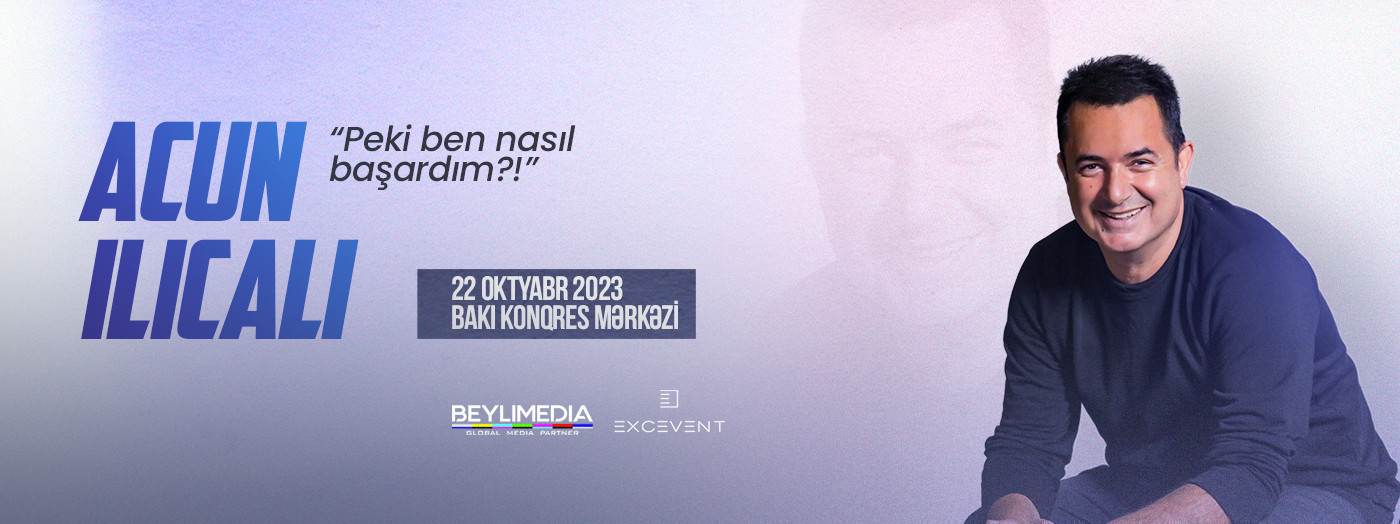 ACUN
ILICALI
“Peki ben nasıl
başardım?!”
22 OKTYABR 2023
BAKI KONQRES MƏRKƏZİ
BEYLIMEDIA
GLOBAL MEDIA PARTNER
EXCEVENT